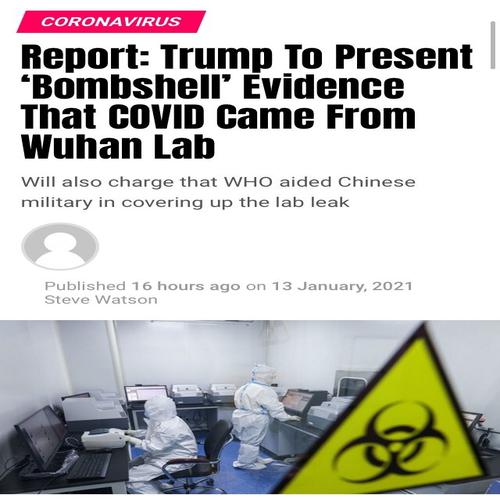 CORONAVIRUS
Report: Trump To Present
‘Bombshell’ Evidence
That COVID Came From
Wuhan Lab
Will also charge that WHO aided Chinese
military in covering up the lab leak
Published 16 hours ago on 13 January, 2021
Steve Watson